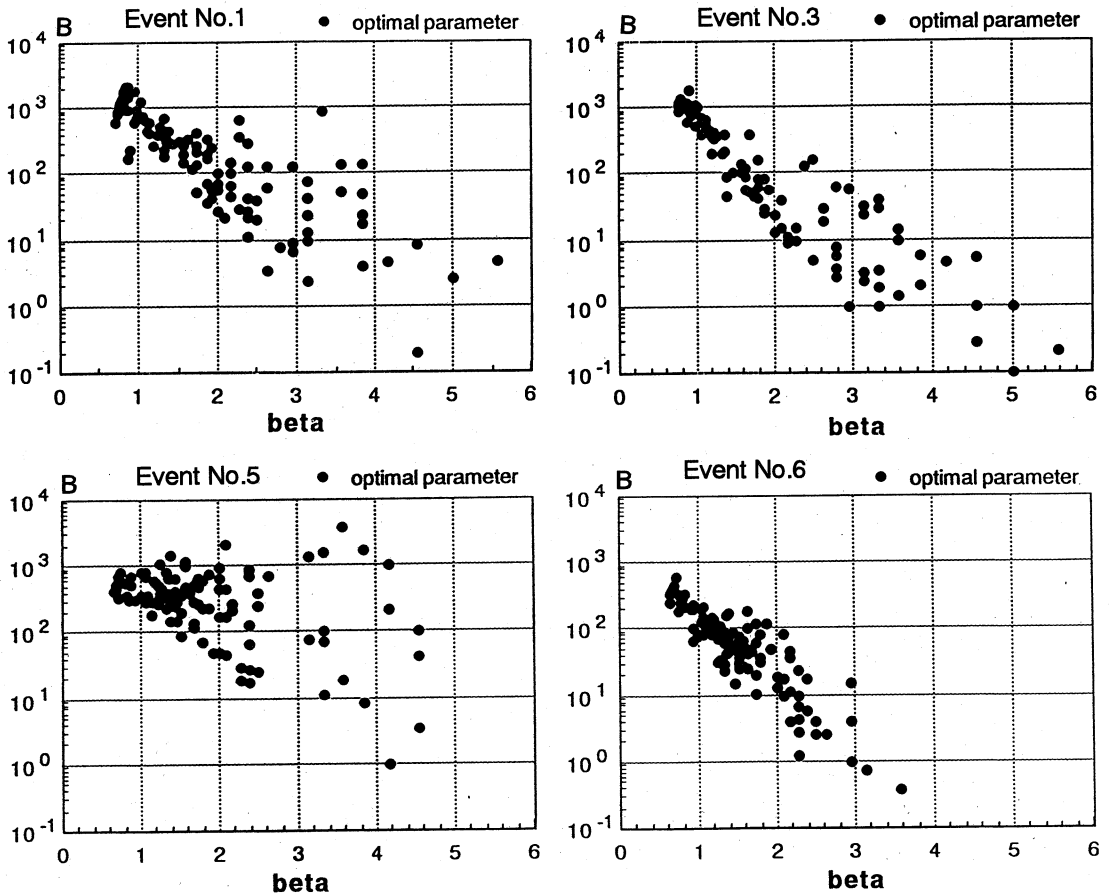 B Event No.1 ● optimal parameter
10^4
10^3
10^2
10^1
10^0
10^-1
0 1 2 3 4 5 6
beta
B Event No.3 ● optimal parameter
10^4
10^3
10^2
10^1
10^0
10^-1
0 1 2 3 4 5 6
beta
B Event No.5 ● optimal parameter
10^4
10^3
10^2
10^1
10^0
10^-1
0 1 2 3 4 5 6
beta
B Event No.6 ● optimal parameter
10^4
10^3
10^2
10^1
10^0
10^-1
0 1 2 3 4 5 6
beta